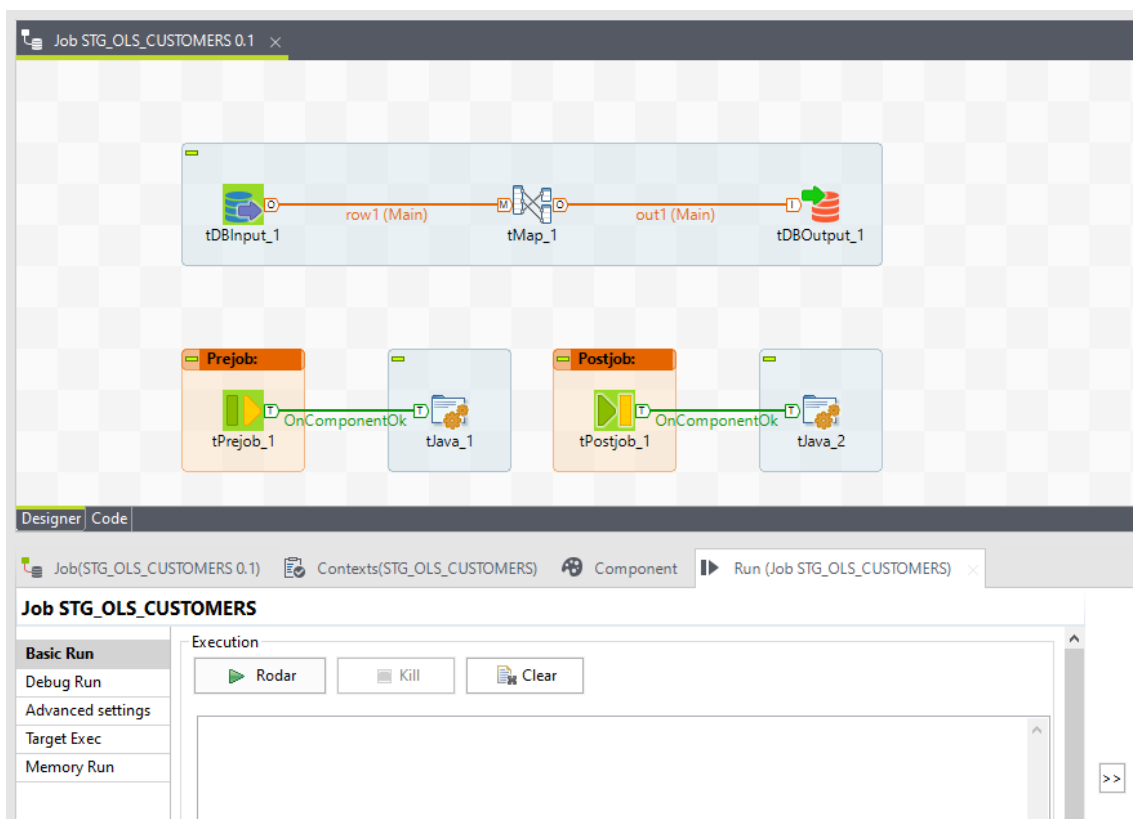 Job STG_OLS_CUSTOMERS 0.1
O
row1 (Main)
M
O
out1 (Main)
I
tDBInput_1
tMap_1
tDBOutput_1
Prejob:
Postjob:
T
OnComponentOk
T
T
OnComponentOk
T
tPrejob_1
tJava_1
tPostjob_1
tJava_2
Designer
Code
Job(STG_OLS_CUSTOMERS 0.1)
Contexts(STG_OLS_CUSTOMERS)
Component
Run (Job STG_OLS_CUSTOMERS)
Job STG_OLS_CUSTOMERS
Basic Run
Debug Run
Advanced settings
Target Exec
Memory Run
Execution
Rodar
Kill
Clear
>>